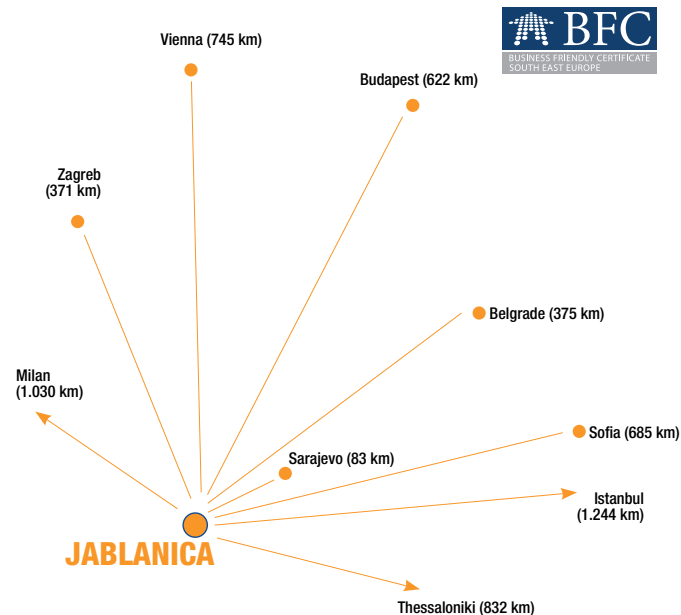 BFC
BUSINESS FRIENDLY CERTIFICATE
SOUTH EAST EUROPE
Vienna (745 km)
Budapest (622 km)
Zagreb
(371 km)
Belgrade (375 km)
Milan
(1.030 km)
Sofia (685 km)
Sarajevo (83 km)
Istanbul
(1.244 km)
JABLANICA
Thessaloniki (832 km)